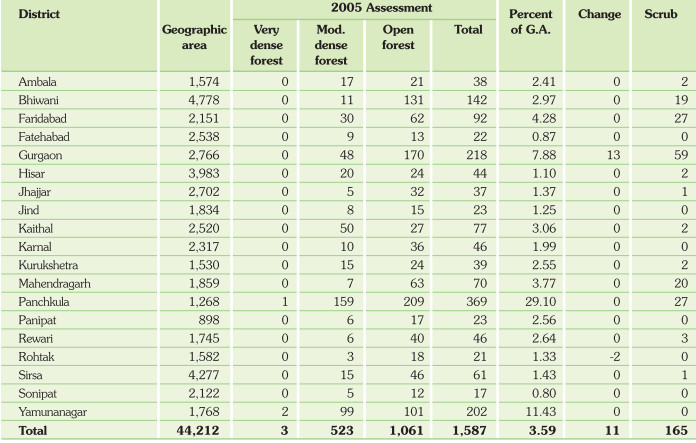 District Geographic area 2005 Assessment Percent of G.A. Change Scrub
Very dense forest Mod. dense forest Open forest Total
Ambala 1,574 0 17 21 38 2.41 0 2
Bhiwani 4,778 0 11 131 142 2.97 0 19
Faridabad 2,151 0 30 62 92 4.28 0 27
Fatehabad 2,538 0 9 13 22 0.87 0 0
Gurgaon 2,766 0 48 170 218 7.88 13 59
Hisar 3,983 0 20 24 44 1.10 0 2
Jhajjar 2,702 0 5 32 37 1.37 0 1
Jind 1,834 0 8 15 23 1.25 0 0
Kaithal 2,520 0 50 27 77 3.06 0 2
Karnal 2,317 0 10 36 46 1.99 0 0
Kurukshetra 1,530 0 15 24 39 2.55 0 2
Mahendragarh 1,859 0 7 63 70 3.77 0 20
Panchkula 1,268 1 159 209 369 29.10 0 27
Panipat 898 0 6 17 23 2.56 0 0
Rewari 1,745 0 6 40 46 2.64 0 3
Rohtak 1,582 0 3 18 21 1.33 -2 0
Sirsa 4,277 0 15 46 61 1.43 0 1
Sonipat 2,122 0 5 12 17 0.80 0 0
Yamunanagar 1,768 2 99 101 202 11.43 0 0
Total 44,212 3 523 1,061 1,587 3.59 11 165